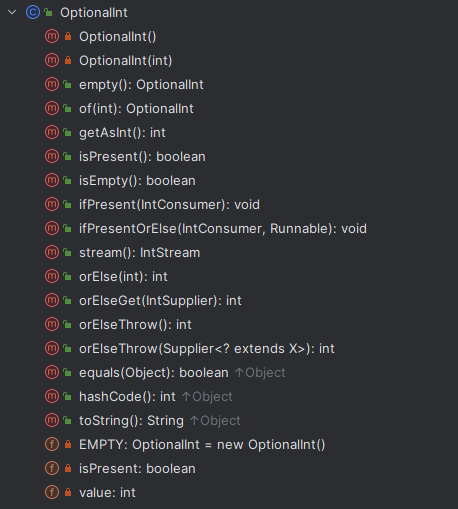 OptionalInt
OptionalInt()
OptionalInt(int)
empty(): OptionalInt
of(int): OptionalInt
getAsInt(): int
isPresent(): boolean
isEmpty(): boolean
ifPresent(IntConsumer): void
ifPresentOrElse(IntConsumer, Runnable): void
stream(): IntStream
orElse(int): int
orElseGet(IntSupplier): int
orElseThrow(): int
orElseThrow(Supplier<? extends X>): int
equals(Object): boolean ↑Object
hashCode(): int ↑Object
toString(): String ↑Object
EMPTY: OptionalInt = new OptionalInt()
isPresent: boolean
value: int